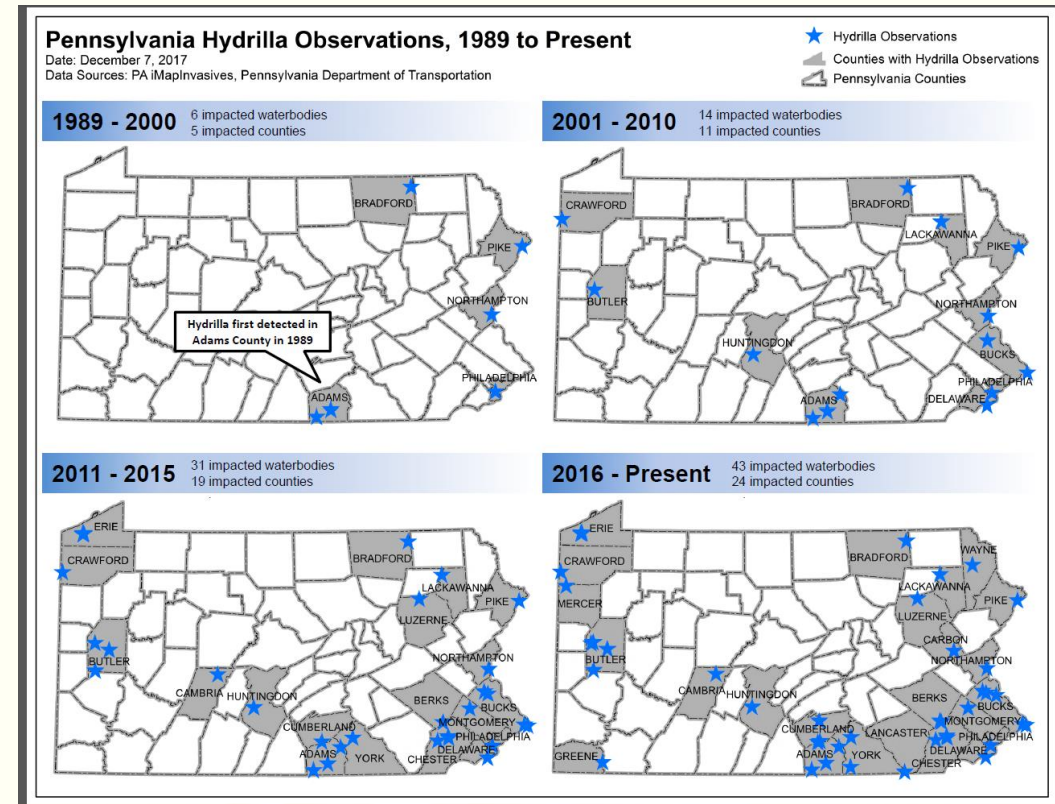 Pennsylvania Hydrilla Observations, 1989 to Present
Date: December 7, 2017
Data Sources: PA iMapInvasives, Pennsylvania Department of Transportation
Hydrilla Observations
Counties with Hydrilla Observations
Pennsylvania Counties
1989 - 2000
6 impacted waterbodies
5 impacted counties
BRADFORD
PIKE
NORTHAMPTON
Hydrilla first detected in
Adams County in 1989
PHILADELPHIA
ADAMS
2001 - 2010
14 impacted waterbodies
11 impacted counties
CRAWFORD
BRADFORD
LACKAWANNA
PIKE
BUTLER
NORTHAMPTON
HUNTINGDON
BUCKS
PHILADELPHIA
ADAMS
DELAWARE
2011 - 2015
31 impacted waterbodies
19 impacted counties
ERIE
CRAWFORD
BRADFORD
LACKAWANNA
PIKE
LUZERNE
NORTHAMPTON
BUTLER
CAMBRIA
HUNTINGDON
BERKS
BUCKS
MONTGOMERY
CUMBERLAND
PHILADELPHIA
ADAMS
YORK
DELAWARE
CHESTER
2016 - Present
43 impacted waterbodies
24 impacted counties
ERIE
WAYNE
CRAWFORD
BRADFORD
LACKAWANNA
MERCER
PIKE
LUZERNE
CARBON
BUTLER
NORTHAMPTON
CAMBRIA
HUNTINGDON
BERKS
BUCKS
MONTGOMERY
CUMBERLAND
LANCASTER
PHILADELPHIA
GREENE
ADAMS
YORK
DELAWARE
CHESTER